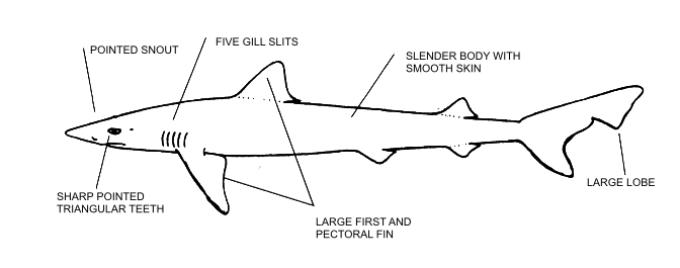 POINTED SNOUT
FIVE GILL SLITS
SLENDER BODY WITH
SMOOTH SKIN
SHARP POINTED
TRIANGULAR TEETH
LARGE FIRST AND
PECTORAL FIN
LARGE LOBE